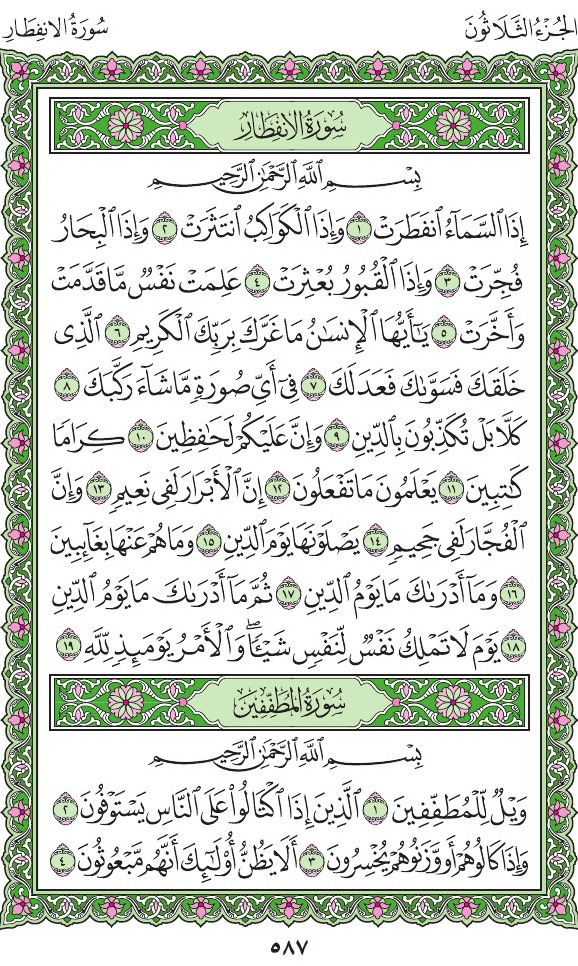 الجُزْءُ الثَّلَاثُونَ سُورَةُ الانفِطَار
سُورَةُ الانفِطَار
بِسْمِ ٱللَّهِ ٱلرَّحْمَٰنِ ٱلرَّحِيمِ
إِذَا ٱلسَّمَآءُ ٱنفَطَرَتْ ١ وَإِذَا ٱلْكَوَاكِبُ ٱنتَثَرَتْ ٢ وَإِذَا ٱلْبِحَارُ
فُجِّرَتْ ٣ وَإِذَا ٱلْقُبُورُ بُعْثِرَتْ ٤ عَلِمَتْ نَفْسٌ مَّا قَدَّمَتْ
وَأَخَّرَتْ ٥ يَٰٓأَيُّهَا ٱلْإِنسَٰنُ مَا غَرَّكَ بِرَبِّكَ ٱلْكَرِيمِ ٦ ٱلَّذِى
خَلَقَكَ فَسَوَّىٰكَ فَعَدَلَكَ ٧ فِىٓ أَىِّ صُورَةٍ مَّا شَآءَ رَكَّبَكَ ٨
كَلَّا بَلْ تُكَذِّبُونَ بِٱلدِّينِ ٩ وَإِنَّ عَلَيْكُمْ لَحَٰفِظِينَ ١٠ كِرَامًا
كَٰتِبِينَ ١١ يَعْلَمُونَ مَا تَفْعَلُونَ ١٢ إِنَّ ٱلْأَبْرَارَ لَفِى نَعِيمٍ ١٣ وَإِنَّ
ٱلْفُجَّارَ لَفِى جَحِيمٍ ١٤ يَصْلَوْنَهَا يَوْمَ ٱلدِّينِ ١٥ وَمَا هُمْ عَنْهَا بِغَآئِبِينَ
١٦ وَمَآ أَدْرَىٰكَ مَا يَوْمُ ٱلدِّينِ ١٧ ثُمَّ مَآ أَدْرَىٰكَ مَا يَوْمُ ٱلدِّينِ
١٨ يَوْمَ لَا تَمْلِكُ نَفْسٌ لِّنَفْسٍ شَيْـًٔا ۖ وَٱلْأَمْرُ يَوْمَئِذٍ لِّلَّهِ ١٩
سُورَةُ المُطَفِّفِينَ
بِسْمِ ٱللَّهِ ٱلرَّحْمَٰنِ ٱلرَّحِيمِ
وَيْلٌ لِّلْمُطَفِّفِينَ ١ ٱلَّذِينَ إِذَا ٱكْتَالُوا۟ عَلَى ٱلنَّاسِ يَسْتَوْفُونَ ٢
وَإِذَا كَالُوهُمْ أَو وَّزَنُوهُمْ يُخْسِرُونَ ٣ أَلَا يَظُنُّ أُو۟لَٰٓئِكَ أَنَّهُم مَّبْعُوثُونَ ٤
٥٨٧